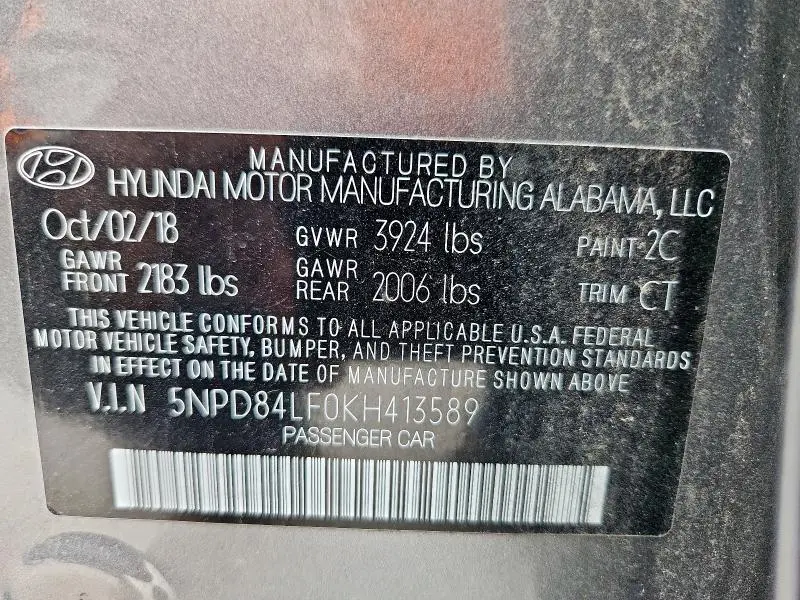 MANUFACTURED BY
HYUNDAI MOTOR MANUFACTURING ALABAMA, LLC
Oct/02/18 GVWR 3924 lbs PAINT 2C
GAWR FRONT 2183 lbs GAWR REAR 2006 lbs TRIM CT
THIS VEHICLE CONFORMS TO ALL APPLICABLE U.S.A. FEDERAL
MOTOR VEHICLE SAFETY, BUMPER, AND THEFT PREVENTION STANDARDS
IN EFFECT ON THE DATE OF MANUFACTURE SHOWN ABOVE
V.I.N 5NPD84LF0KH413589
PASSENGER CAR